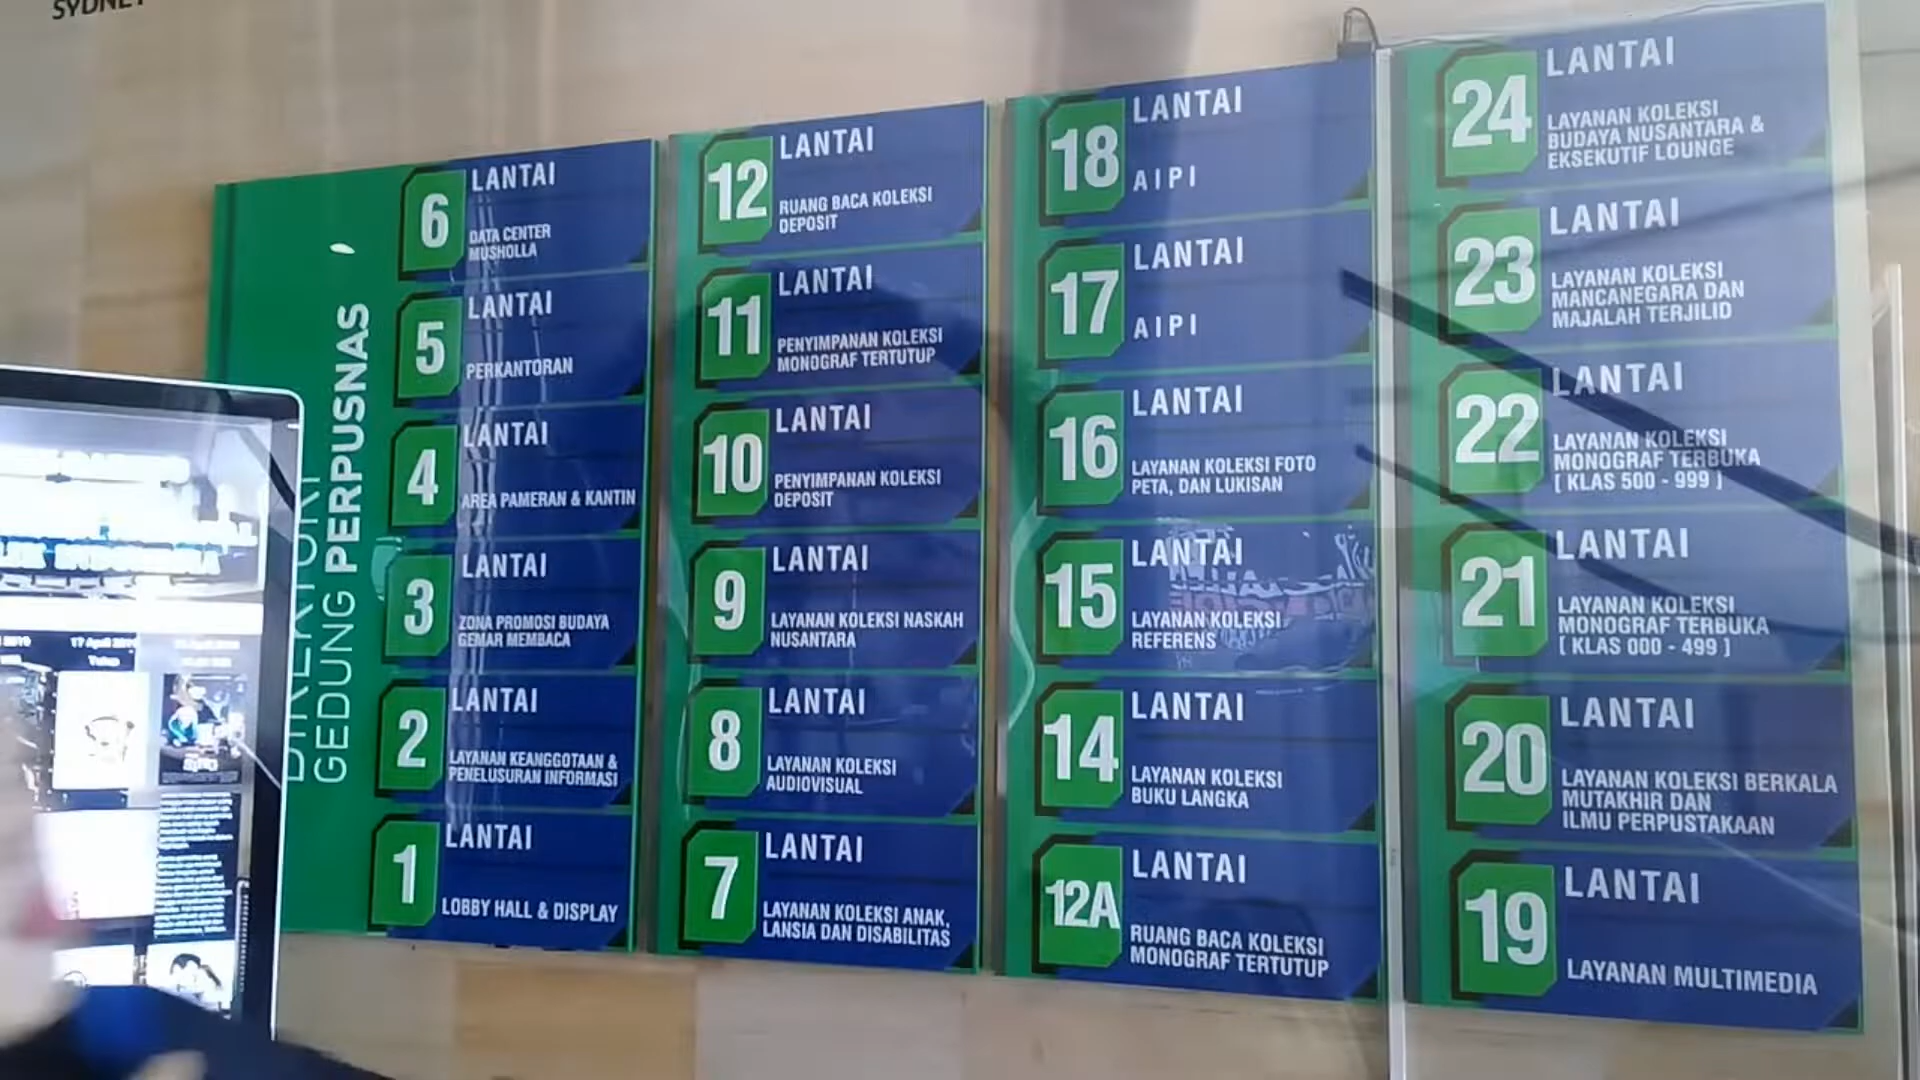 SYDNEY
DIREKTORI
GEDUNG PERPUSNAS
6
LANTAI
DATA CENTER
MUSHOLLA
5
LANTAI
PERKANTORAN
4
LANTAI
AREA PAMERAN & KANTIN
3
LANTAI
ZONA PROMOSI BUDAYA
GEMAR MEMBACA
2
LANTAI
LAYANAN KEANGGOTAAN &
PENELUSURAN INFORMASI
1
LANTAI
LOBBY HALL & DISPLAY
12
LANTAI
RUANG BACA KOLEKSI
DEPOSIT
11
LANTAI
PENYIMPANAN KOLEKSI
MONOGRAF TERTUTUP
10
LANTAI
PENYIMPANAN KOLEKSI
DEPOSIT
9
LANTAI
LAYANAN KOLEKSI NASKAH
NUSANTARA
8
LANTAI
LAYANAN KOLEKSI
AUDIOVISUAL
7
LANTAI
LAYANAN KOLEKSI ANAK,
LANSIA DAN DISABILITAS
18
LANTAI
AIPI
17
LANTAI
AIPI
16
LANTAI
LAYANAN KOLEKSI FOTO
PETA, DAN LUKISAN
15
LANTAI
LAYANAN KOLEKSI
REFERENS
14
LANTAI
LAYANAN KOLEKSI
BUKU LANGKA
12A
LANTAI
RUANG BACA KOLEKSI
MONOGRAF TERTUTUP
24
LANTAI
LAYANAN KOLEKSI
BUDAYA NUSANTARA &
EKSEKUTIF LOUNGE
23
LANTAI
LAYANAN KOLEKSI
MANCANEGARA DAN
MAJALAH TERJILID
22
LANTAI
LAYANAN KOLEKSI
MONOGRAF TERBUKA
[ KLAS 500 - 999 ]
21
LANTAI
LAYANAN KOLEKSI
MONOGRAF TERBUKA
[ KLAS 000 - 499 ]
20
LANTAI
LAYANAN KOLEKSI BERKALA
MUTAKHIR DAN
ILMU PERPUSTAKAAN
19
LANTAI
LAYANAN MULTIMEDIA
17 April